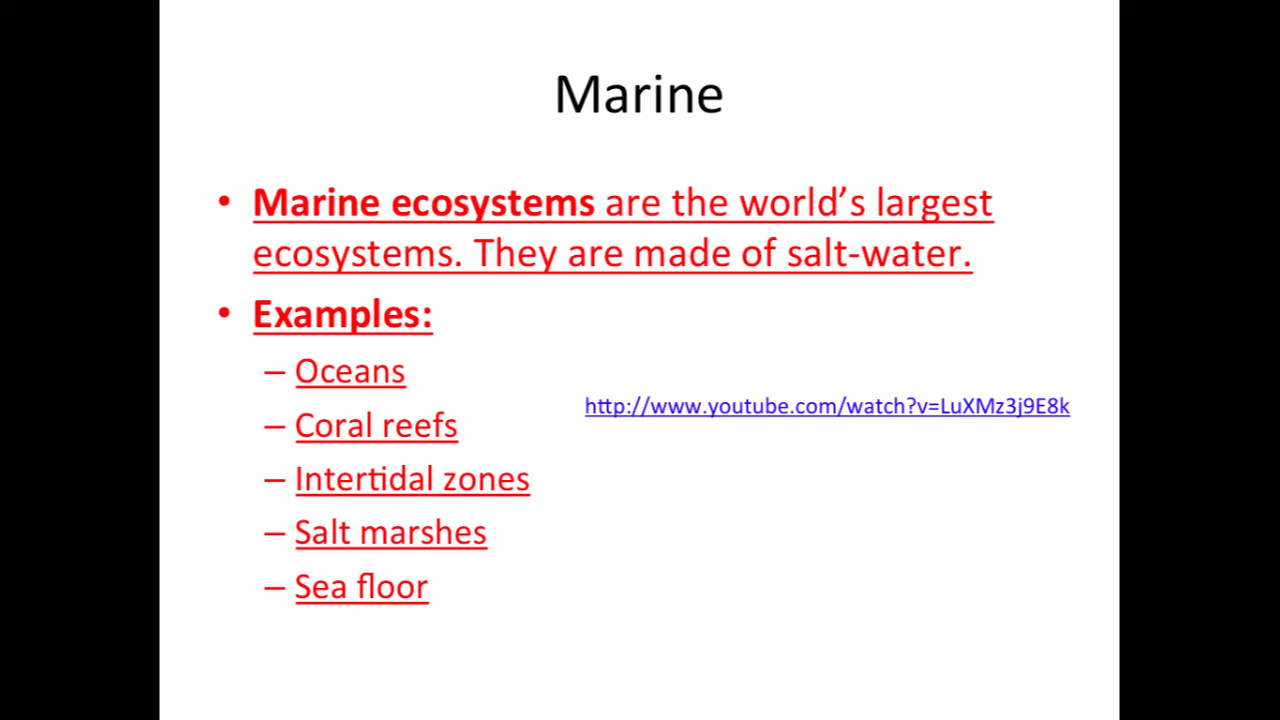 Marine
• Marine ecosystems are the world’s largest
ecosystems. They are made of salt-water.
• Examples:
– Oceans
http://www.youtube.com/watch?v=LuXMz3j9E8k
– Coral reefs
– Intertidal zones
– Salt marshes
– Sea floor